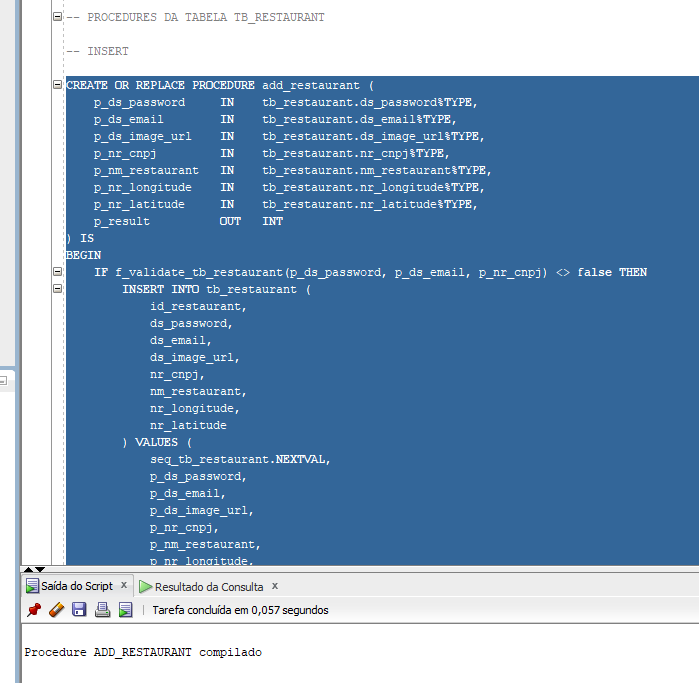 -- PROCEDURES DA TABELA TB_RESTAURANT
-- INSERT
CREATE OR REPLACE PROCEDURE add_restaurant (
    p_ds_password     IN    tb_restaurant.ds_password%TYPE,
    p_ds_email        IN    tb_restaurant.ds_email%TYPE,
    p_ds_image_url    IN    tb_restaurant.ds_image_url%TYPE,
    p_nr_cnpj         IN    tb_restaurant.nr_cnpj%TYPE,
    p_nm_restaurant   IN    tb_restaurant.nm_restaurant%TYPE,
    p_nr_longitude    IN    tb_restaurant.nr_longitude%TYPE,
    p_nr_latitude     IN    tb_restaurant.nr_latitude%TYPE,
    p_result          OUT   INT
) IS
BEGIN
    IF f_validate_tb_restaurant(p_ds_password, p_ds_email, p_nr_cnpj) <> false THEN
        INSERT INTO tb_restaurant (
            id_restaurant,
            ds_password,
            ds_email,
            ds_image_url,
            nr_cnpj,
            nm_restaurant,
            nr_longitude,
            nr_latitude
        ) VALUES (
            seq_tb_restaurant.NEXTVAL,
            p_ds_password,
            p_ds_email,
            p_ds_image_url,
            p_nr_cnpj,
            p_nm_restaurant,
            p_nr_longitude,
Saída do Script x Resultado da Consulta x
Tarefa concluída em 0,057 segundos
Procedure ADD_RESTAURANT compilado